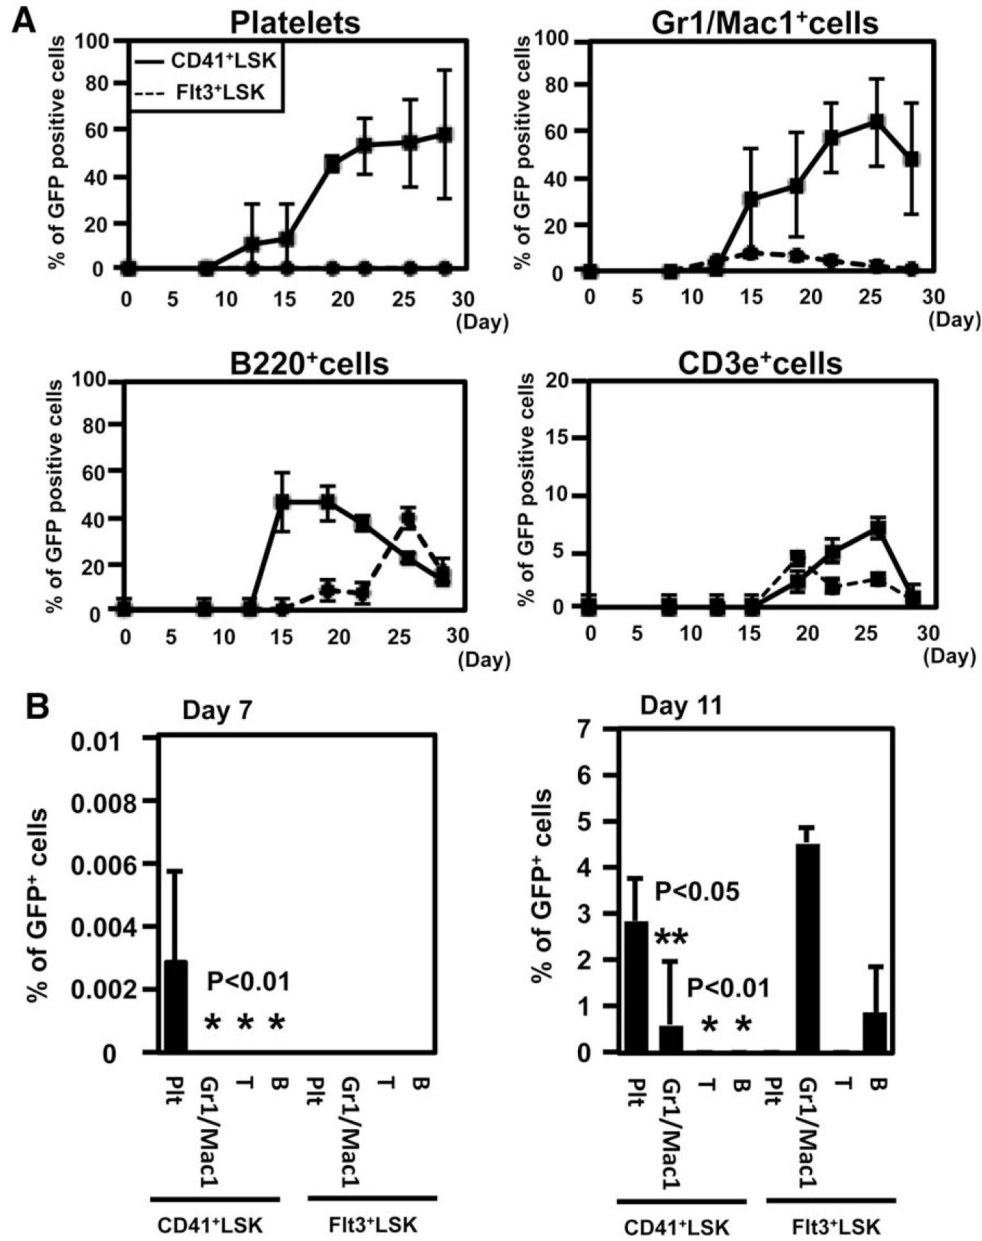 A
Platelets
% of GFP positive cells
100
80
60
40
20
0
CD41⁺LSK
Flt3⁺LSK
0 5 10 15 20 25 30
(Day)
Gr1/Mac1⁺cells
% of GFP positive cells
100
80
60
40
20
0
0 5 10 15 20 25 30
(Day)
B220⁺cells
% of GFP positive cells
100
80
60
40
20
0
0 5 10 15 20 25 30
(Day)
CD3e⁺cells
% of GFP positive cells
20
15
10
5
0
0 5 10 15 20 25 30
(Day)
B
Day 7
% of GFP⁺ cells
0.01
0.008
0.006
0.004
0.002
0
P<0.01
* * *
Plt Gr1/Mac1 T B Plt Gr1/Mac1 T B
CD41⁺LSK Flt3⁺LSK
Day 11
% of GFP⁺ cells
7
6
5
4
3
2
1
0
P<0.05
**
P<0.01
* *
Plt Gr1/Mac1 T B Plt Gr1/Mac1 T B
CD41⁺LSK Flt3⁺LSK